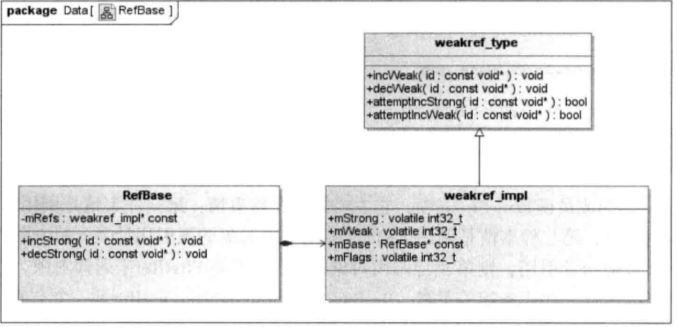 package Data[ RefBase ]
weakref_type
+incWeak( id : const void* ) : void
+decWeak( id : const void* ) : void
+attemptIncStrong( id : const void* ) : bool
+attemptIncWeak( id : const void* ) : bool
RefBase
-mRefs : weakref_impl* const
+incStrong( id : const void* ) : void
+decStrong( id : const void* ) : void
weakref_impl
+mStrong : volatile int32_t
+mWeak : volatile int32_t
+mBase : RefBase* const
+mFlags : volatile int32_t